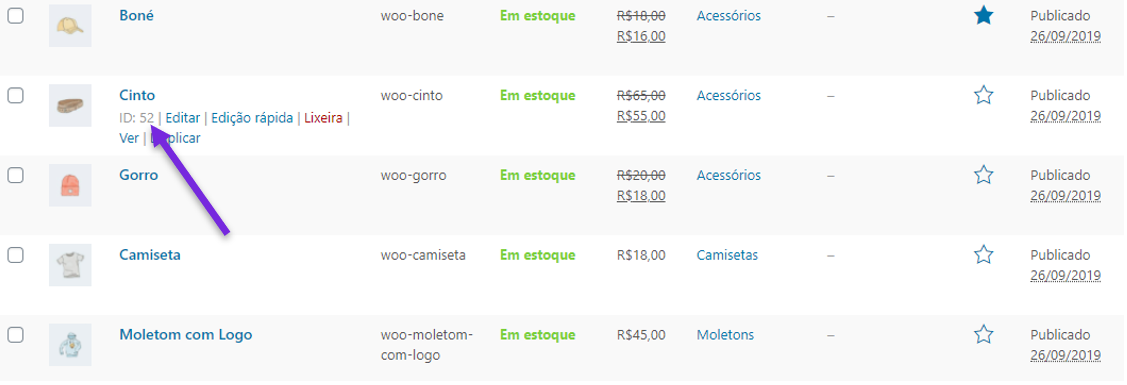 Boné woo-bone Em estoque R$18,00 Acessórios – Publicado
R$16,00 26/09/2019
Cinto woo-cinto Em estoque R$65,00 Acessórios – Publicado
ID: 52 | Editar | Edição rápida | Lixeira | R$55,00 26/09/2019
Ver | Duplicar
Gorro woo-gorro Em estoque R$20,00 Acessórios – Publicado
R$18,00 26/09/2019
Camiseta woo-camiseta Em estoque R$18,00 Camisetas – Publicado
26/09/2019
Moletom com Logo woo-moletom- Em estoque R$45,00 Moletons – Publicado
com-logo 26/09/2019